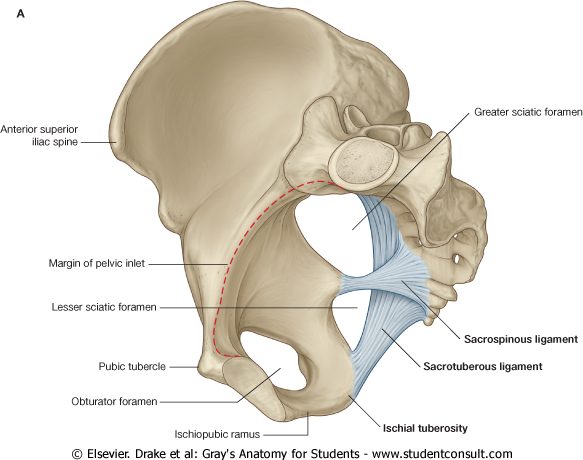 A
Greater sciatic foramen
Anterior superior
iliac spine
Margin of pelvic inlet
Lesser sciatic foramen
Sacrospinous ligament
Sacrotuberous ligament
Pubic tubercle
Obturator foramen
Ischial tuberosity
Ischiopubic ramus
© Elsevier. Drake et al: Gray's Anatomy for Students - www.studentconsult.com